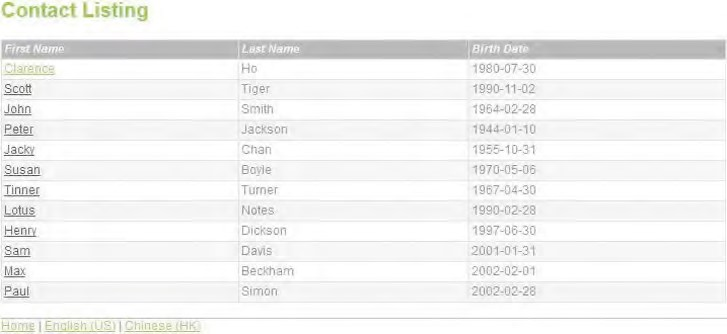 Contact Listing
First Name Last Name Birth Date
Clarence Ho 1980-07-30
Scott Tiger 1990-11-02
John Smith 1964-02-28
Peter Jackson 1944-01-10
Jacky Chan 1955-10-31
Susan Boyle 1970-05-06
Tinner Turner 1967-04-30
Lotus Notes 1990-02-28
Henry Dickson 1997-06-30
Sam Davis 2001-01-31
Max Beckham 2002-02-01
Paul Simon 2002-02-28
Home | English (US) | Chinese (HK)